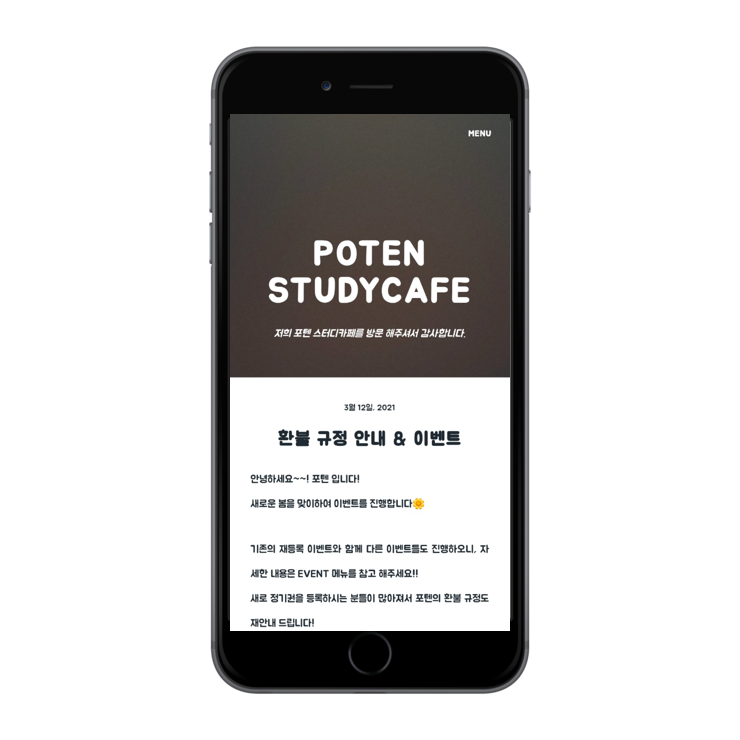 MENU
POTEN
STUDYCAFE
저희 포텐 스터디카페를 방문 해주셔서 감사합니다.
3월 12일, 2021
환불 규정 안내 & 이벤트
안녕하세요~~! 포텐 입니다!
새로운 봄을 맞이하여 이벤트를 진행합니다🌞
기존의 재등록 이벤트와 함께 다른 이벤트들도 진행하오니, 자
세한 내용은 EVENT 메뉴를 참고 해주세요!!
새로 정기권을 등록하시는 분들이 많아져서 포텐의 환불 규정도
재안내 드립니다!